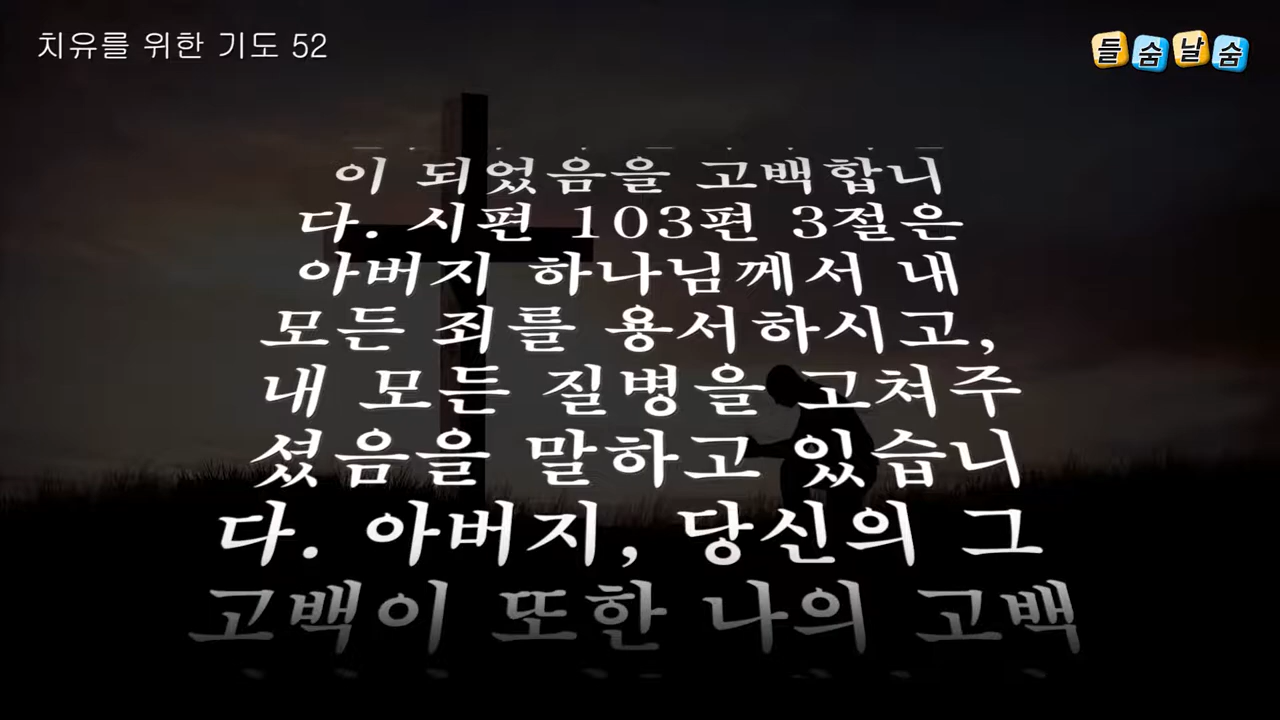 치유를 위한 기도 52
들숨날숨
이 되었음을 고백합니
다. 시편 103편 3절은
아버지 하나님께서 내
모든 죄를 용서하시고,
내 모든 질병을 고쳐주
셨음을 말하고 있습니
다. 아버지, 당신의 그
고백이 또한 나의 고백